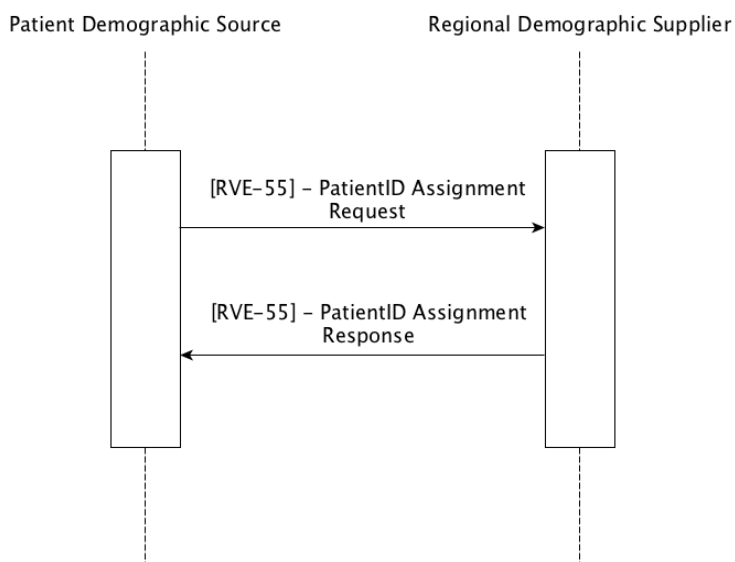 Patient Demographic Source
Regional Demographic Supplier
[RVE-55] - PatientID Assignment
Request
[RVE-55] - PatientID Assignment
Response